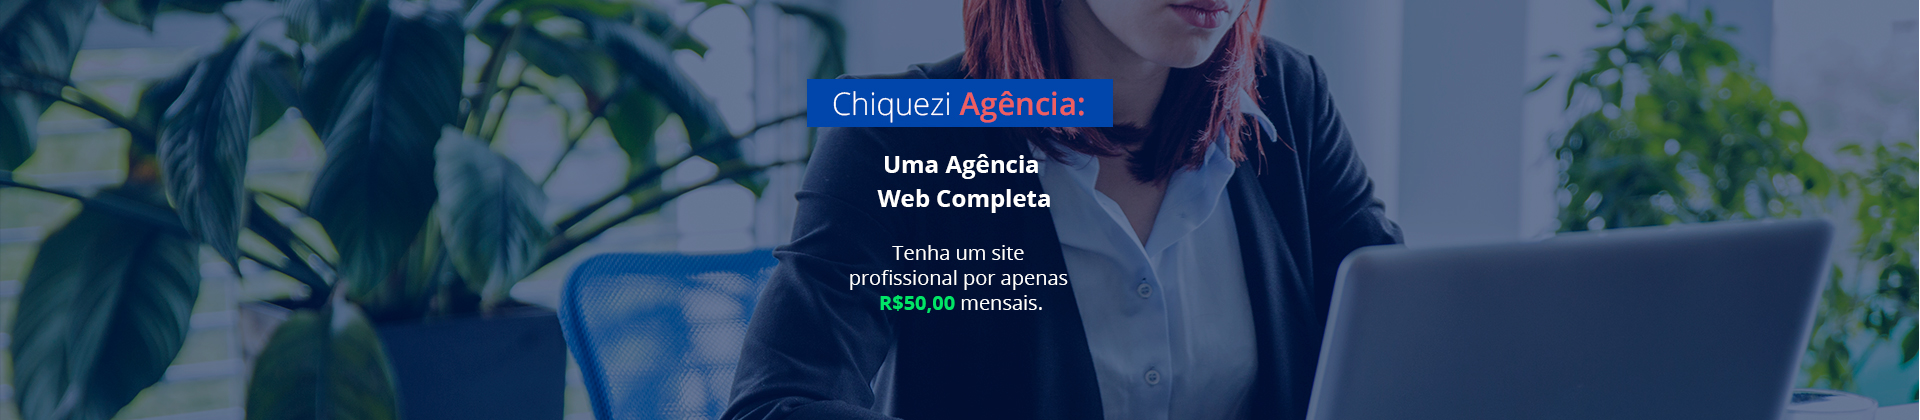 Chiquezi Agência:
Uma Agência
Web Completa
Tenha um site
profissional por apenas
R$50,00 mensais.